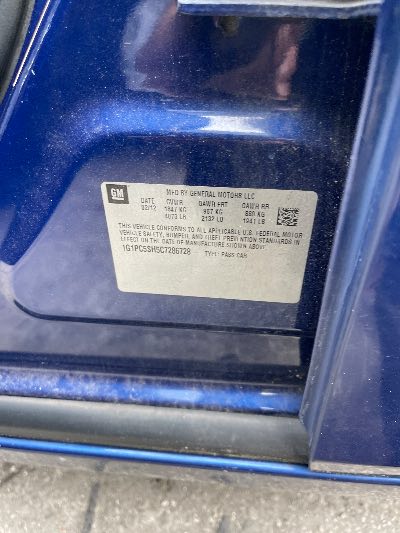 GM
MFD BY GENERAL MOTORS LLC
DATE GVWR GAWR FRT GAWR RR
03/12 1847 KG 967 KG 880 KG
4073 LB 2132 LB 1941 LB
THIS VEHICLE CONFORMS TO ALL APPLICABLE U.S. FEDERAL MOTOR
VEHICLE SAFETY, BUMPER, AND THEFT PREVENTION STANDARDS IN
EFFECT ON THE DATE OF MANUFACTURE SHOWN ABOVE.
1G1PC5SH5C7286728 TYPE: PASS CAR